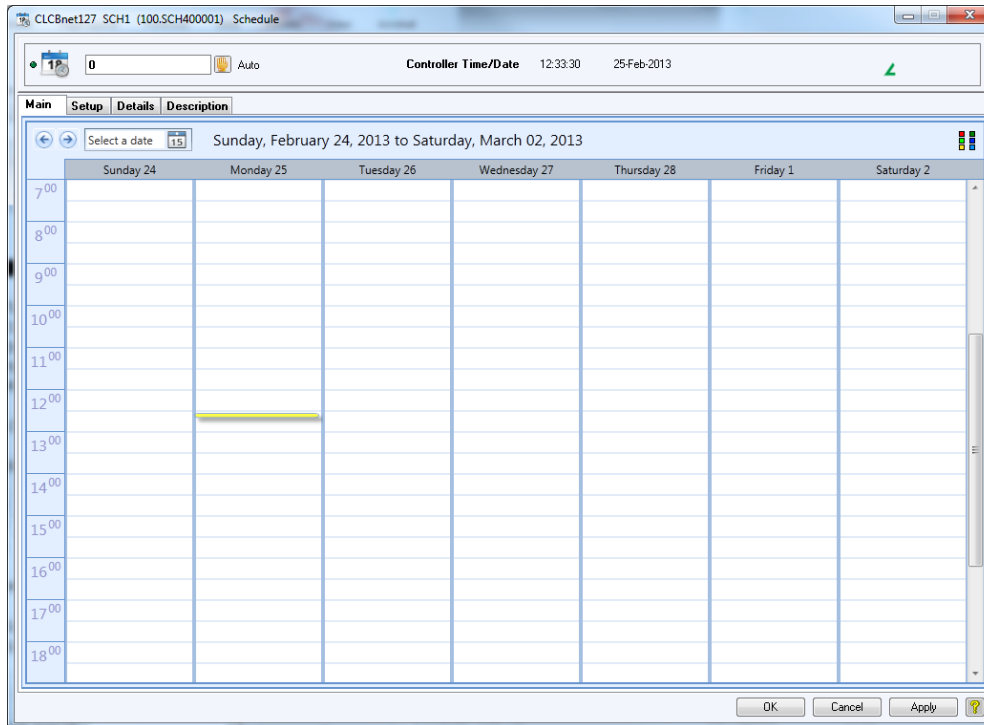 CLCBnet127 SCH1 (100.SCH400001) Schedule
18 0 Auto Controller Time/Date 12:33:30 25-Feb-2013
Main Setup Details Description
Select a date 15 Sunday, February 24, 2013 to Saturday, March 02, 2013
Sunday 24 Monday 25 Tuesday 26 Wednesday 27 Thursday 28 Friday 1 Saturday 2
7 00
8 00
9 00
10 00
11 00
12 00
13 00
14 00
15 00
16 00
17 00
18 00
OK Cancel Apply ?